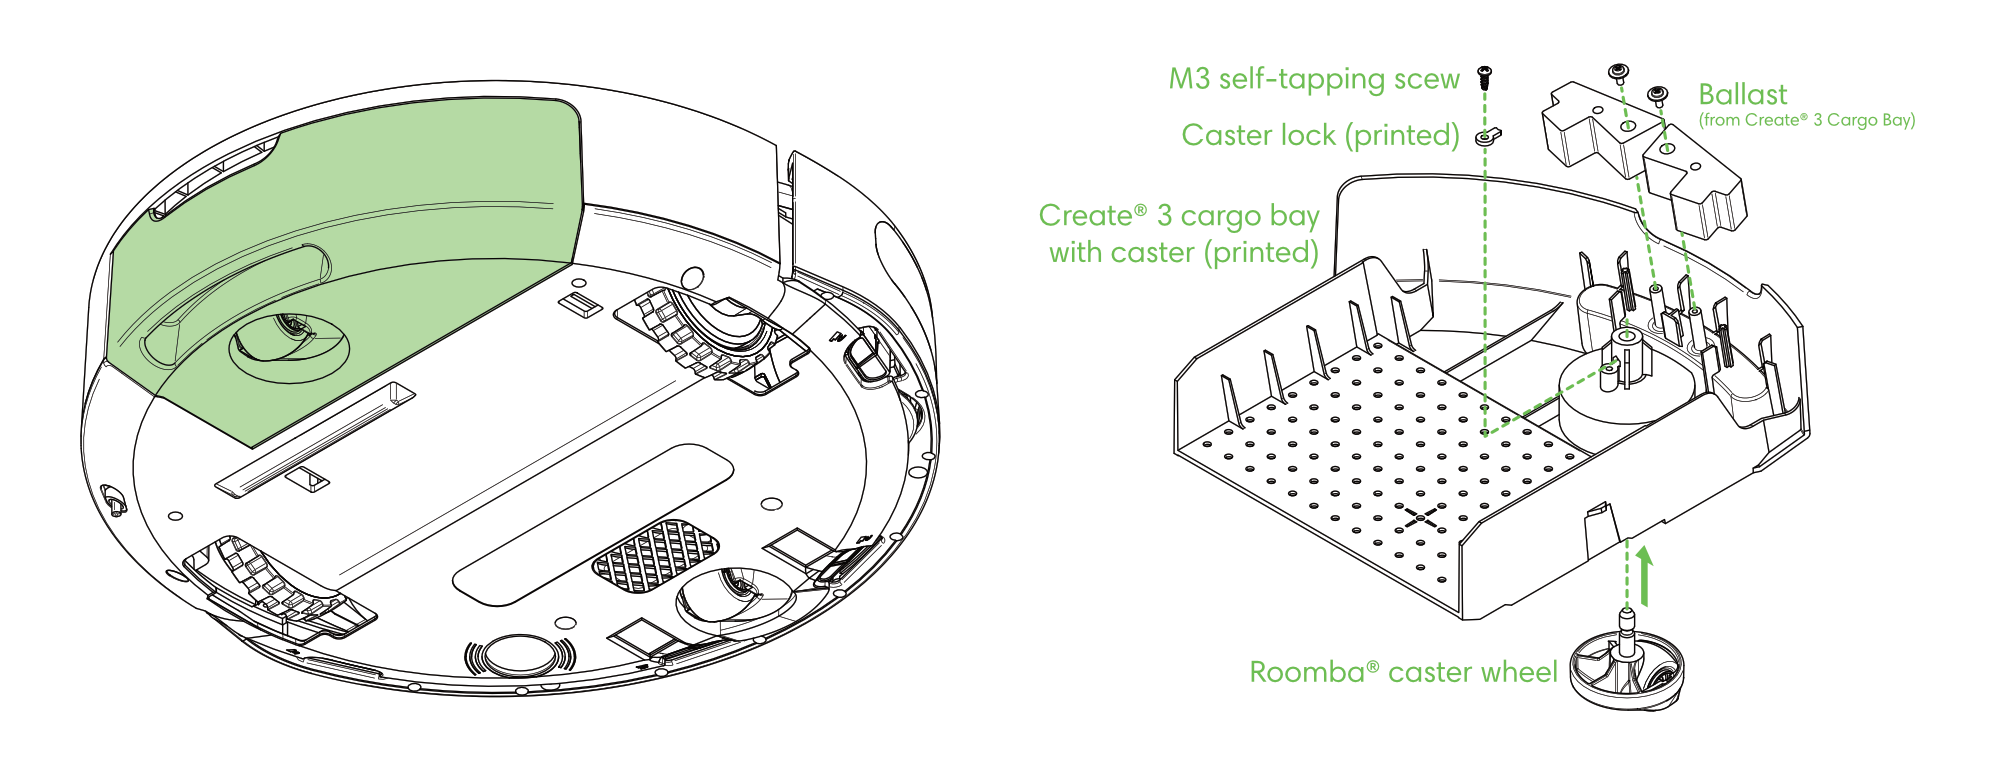 M3 self-tapping scew
Ballast
(from Create® 3 Cargo Bay)
Caster lock (printed)
Create® 3 cargo bay
with caster (printed)
Roomba® caster wheel